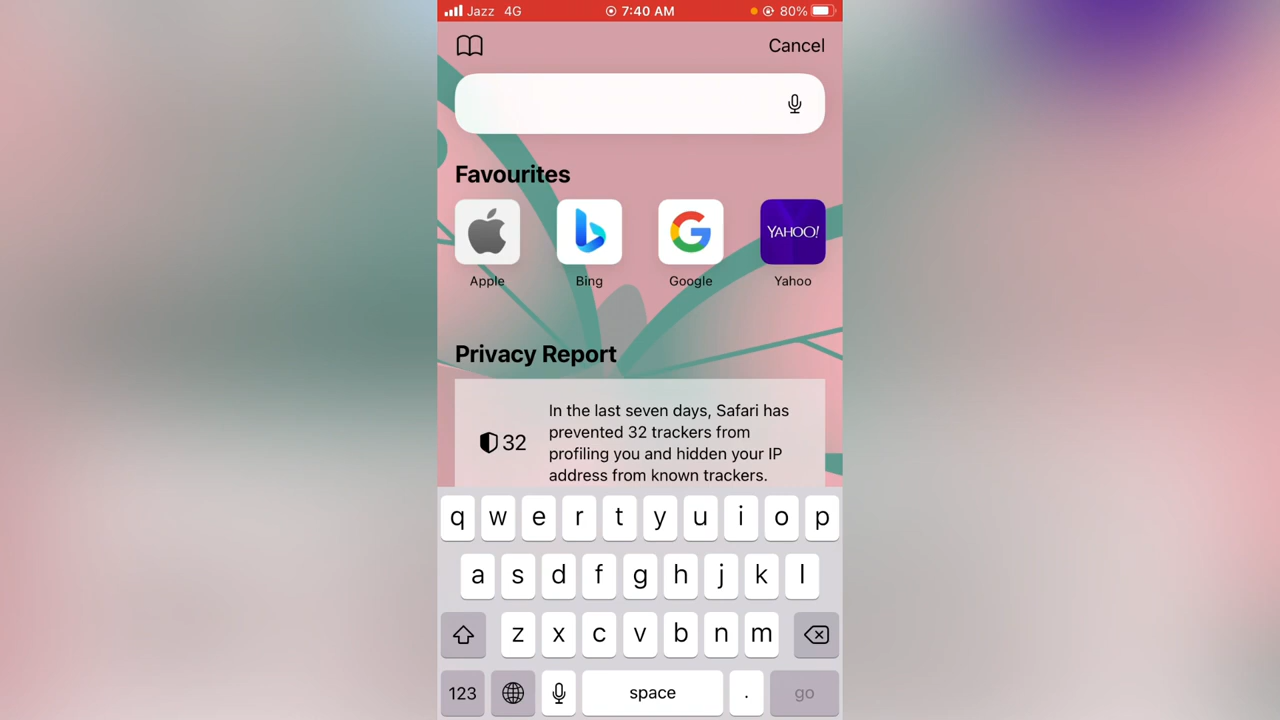 Jazz 4G 7:40 AM 80%
Cancel
Favourites
YAHOO!
Apple Bing Google Yahoo
Privacy Report
32
In the last seven days, Safari has
prevented 32 trackers from
profiling you and hidden your IP
address from known trackers.
q w e r t y u i o p
a s d f g h j k l
z x c v b n m
123 space . go